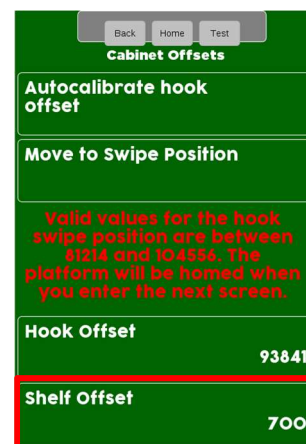 Back Home Test
Cabinet Offsets
Autocalibrate hook
offset
Move to Swipe Position
Valid values for the hook
swipe position are between
81214 and 104556. The
platform will be homed when
you enter the next screen.
Hook Offset
93841
Shelf Offset
700